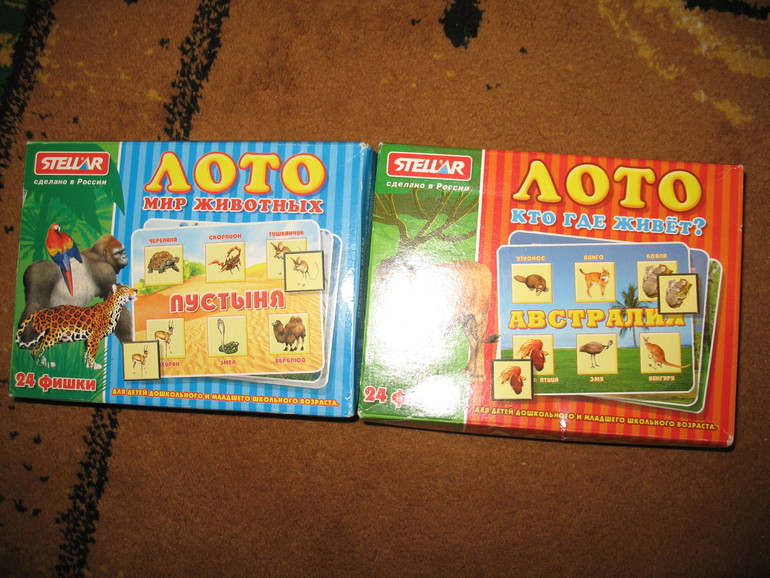 STELLAR
сделано в России
ЛОТО
МИР ЖИВОТНЫХ
ЧЕРЕПАХА СКОРПИОН ТУШКАНЧИК
ПУСТЫНЯ
ЗМЕЯ ВЕРБЛЮД
24 фишки
ДЛЯ ДЕТЕЙ ДОШКОЛЬНОГО И МЛАДШЕГО ШКОЛЬНОГО ВОЗРАСТА.
STELLAR
сделано в России
ЛОТО
КТО ГДЕ ЖИВЁТ?
УТКОНОС ДИНГО КОАЛА
АВСТРАЛИЯ
ПТИЦА ЭМУ КЕНГУРУ
24
ДЛЯ ДЕТЕЙ ДОШКОЛЬНОГО И МЛАДШЕГО ШКОЛЬНОГО ВОЗРАСТА.